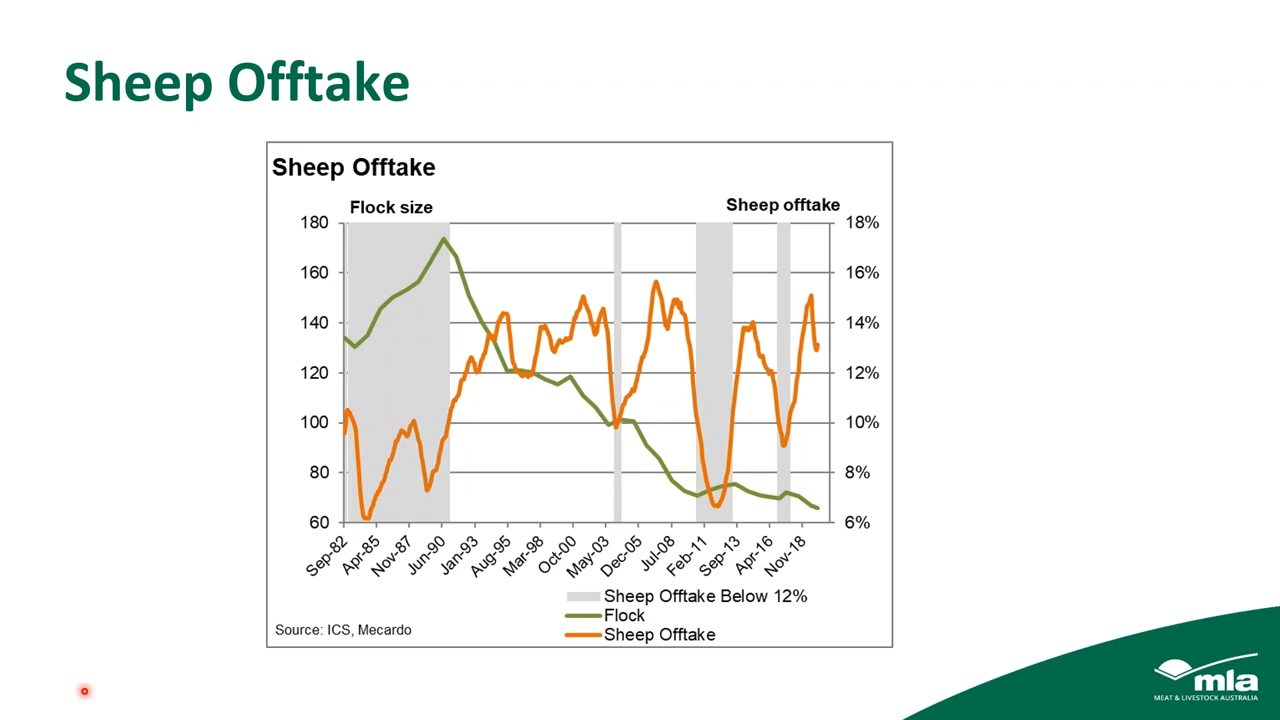 Sheep Offtake
Sheep Offtake
Flock size
Sheep offtake
180
160
140
120
100
80
60
18%
16%
14%
12%
10%
8%
6%
Sep-82
Apr-85
Nov-87
Jun-90
Jan-93
Aug-95
Mar-98
Oct-00
May-03
Dec-05
Jul-08
Feb-11
Sep-13
Apr-16
Nov-18
Sheep Offtake Below 12%
Flock
Sheep Offtake
Source: ICS, Mecardo
mla
MEAT & LIVESTOCK AUSTRALIA